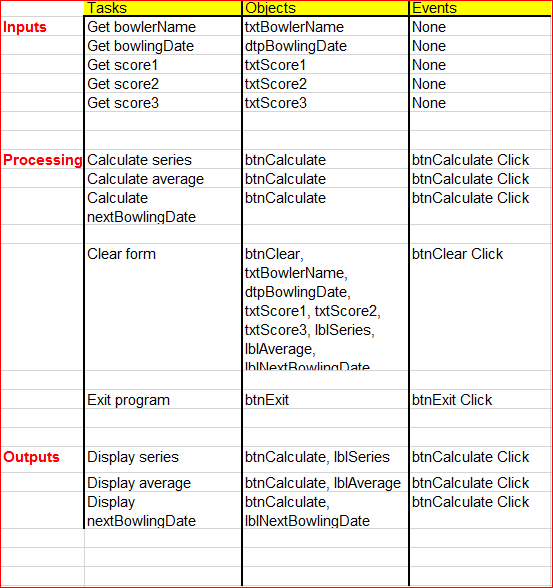 Tasks Objects Events
Inputs Get bowlerName txtBowlerName None
Get bowlingDate dtpBowlingDate None
Get score1 txtScore1 None
Get score2 txtScore2 None
Get score3 txtScore3 None
Processing Calculate series btnCalculate btnCalculate Click
Calculate average btnCalculate btnCalculate Click
Calculate btnCalculate btnCalculate Click
nextBowlingDate
Clear form btnClear, btnClear Click
txtBowlerName,
dtpBowlingDate,
txtScore1, txtScore2,
txtScore3, lblSeries,
lblAverage,
lblNextBowlingDate
Exit program btnExit btnExit Click
Outputs Display series btnCalculate, lblSeries btnCalculate Click
Display average btnCalculate, lblAverage btnCalculate Click
Display btnCalculate, btnCalculate Click
nextBowlingDate lblNextBowlingDate